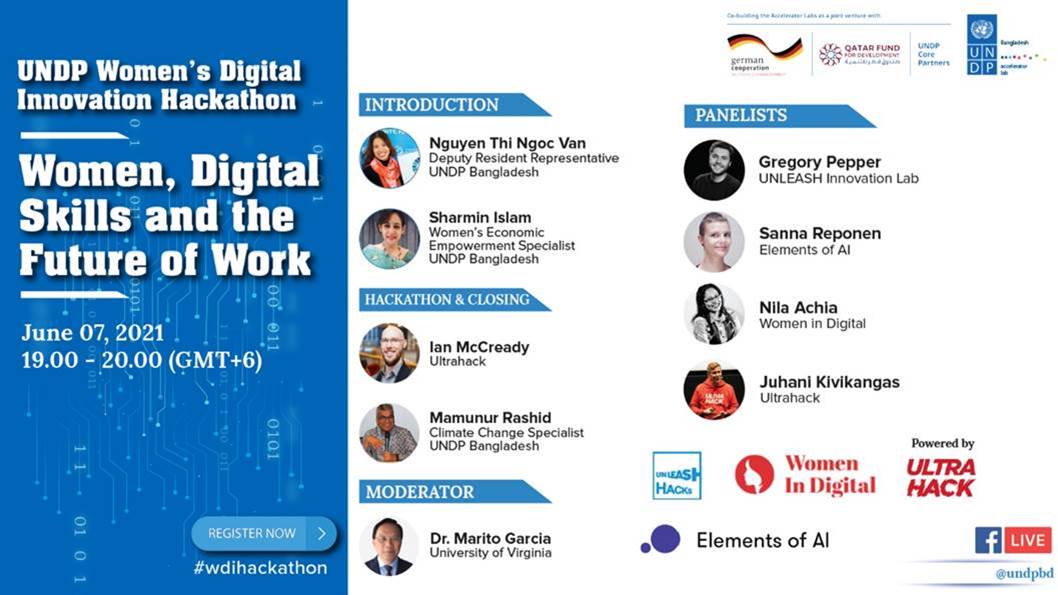 UNDP Women's Digital
Innovation Hackathon
Women, Digital
Skills and the
Future of Work
June 07, 2021
19.00 - 20.00 (GMT+6)
REGISTER NOW
#wdihackathon
INTRODUCTION
Nguyen Thi Ngoc Van
Deputy Resident Representative
UNDP Bangladesh
Sharmin Islam
Women's Economic
Empowerment Specialist
UNDP Bangladesh
HACKATHON & CLOSING
Ian McCready
Ultrahack
Mamunur Rashid
Climate Change Specialist
UNDP Bangladesh
MODERATOR
Dr. Marito Garcia
University of Virginia
Co-building the Accelerator Labs as a joint venture with:
german
cooperation
QATAR FUND
FOR DEVELOPMENT
صندوق قطر للتنمية
UNDP
Core
Partners
U N
D P
Bangladesh
accelerator
lab
PANELISTS
Gregory Pepper
UNLEASH Innovation Lab
Sanna Reponen
Elements of AI
Nila Achia
Women in Digital
Juhani Kivikangas
Ultrahack
UNLEASH
HACKs
Women
In Digital
Powered by
ULTRA
HACK
Elements of AI
f LIVE
@undpbd